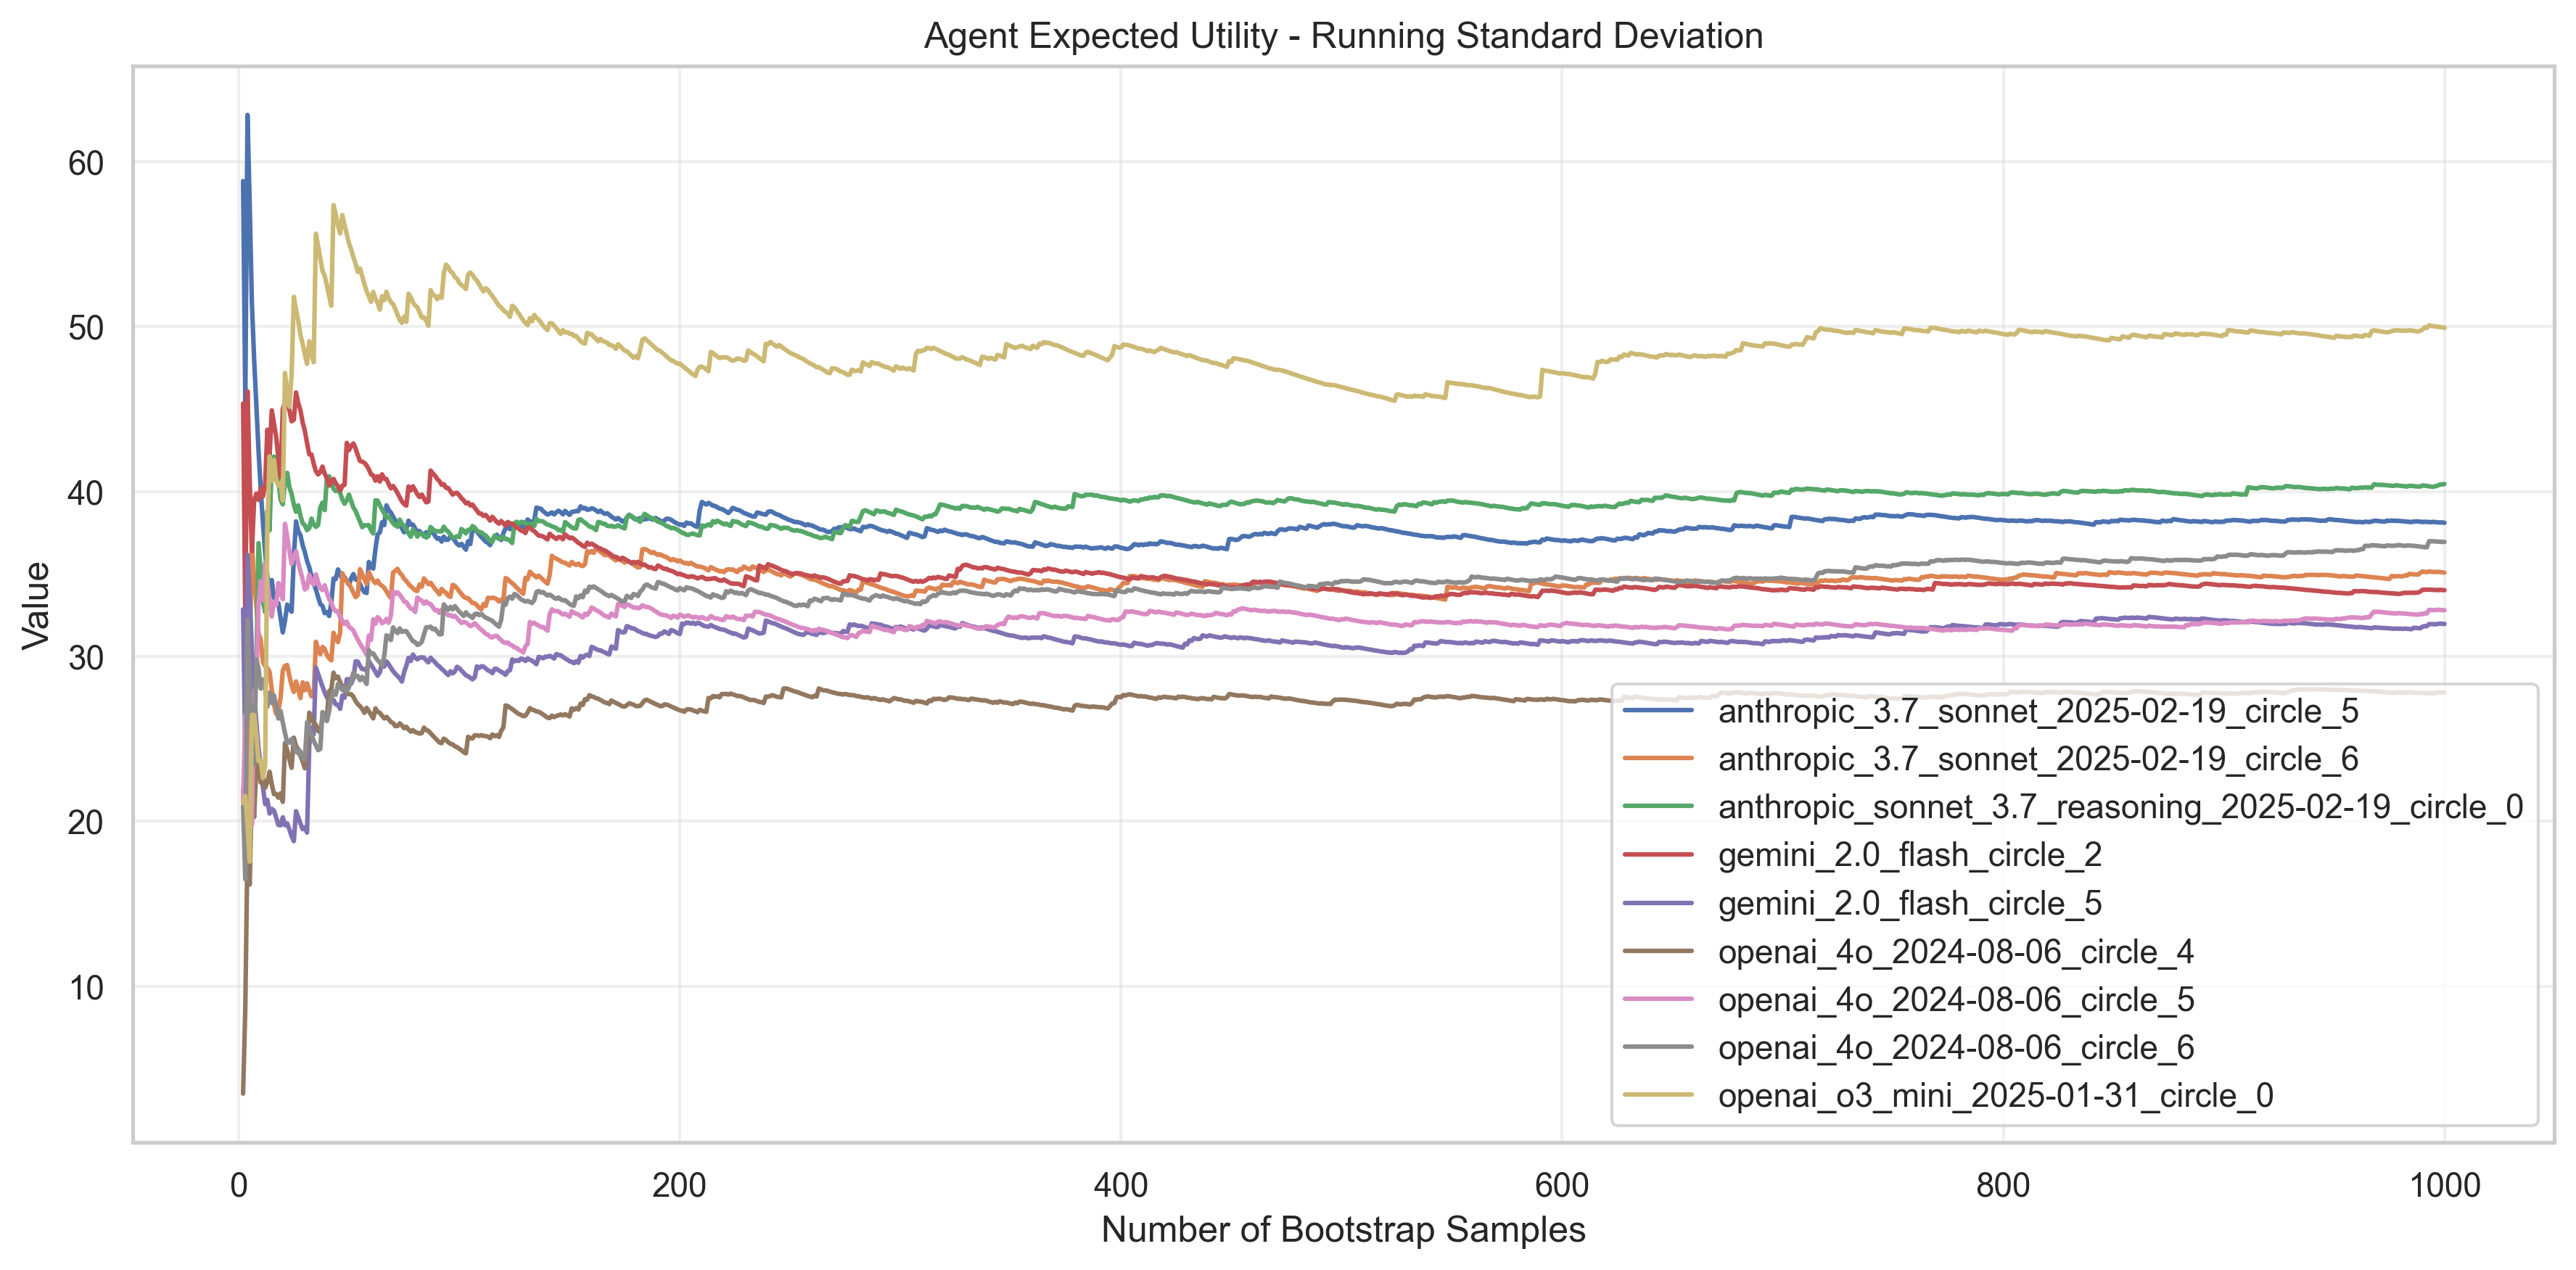 Agent Expected Utility - Running Standard Deviation
Value
60
50
40
30
20
10
anthropic_3.7_sonnet_2025-02-19_circle_5
anthropic_3.7_sonnet_2025-02-19_circle_6
anthropic_sonnet_3.7_reasoning_2025-02-19_circle_0
gemini_2.0_flash_circle_2
gemini_2.0_flash_circle_5
openai_4o_2024-08-06_circle_4
openai_4o_2024-08-06_circle_5
openai_4o_2024-08-06_circle_6
openai_o3_mini_2025-01-31_circle_0
0 200 400 600 800 1000
Number of Bootstrap Samples